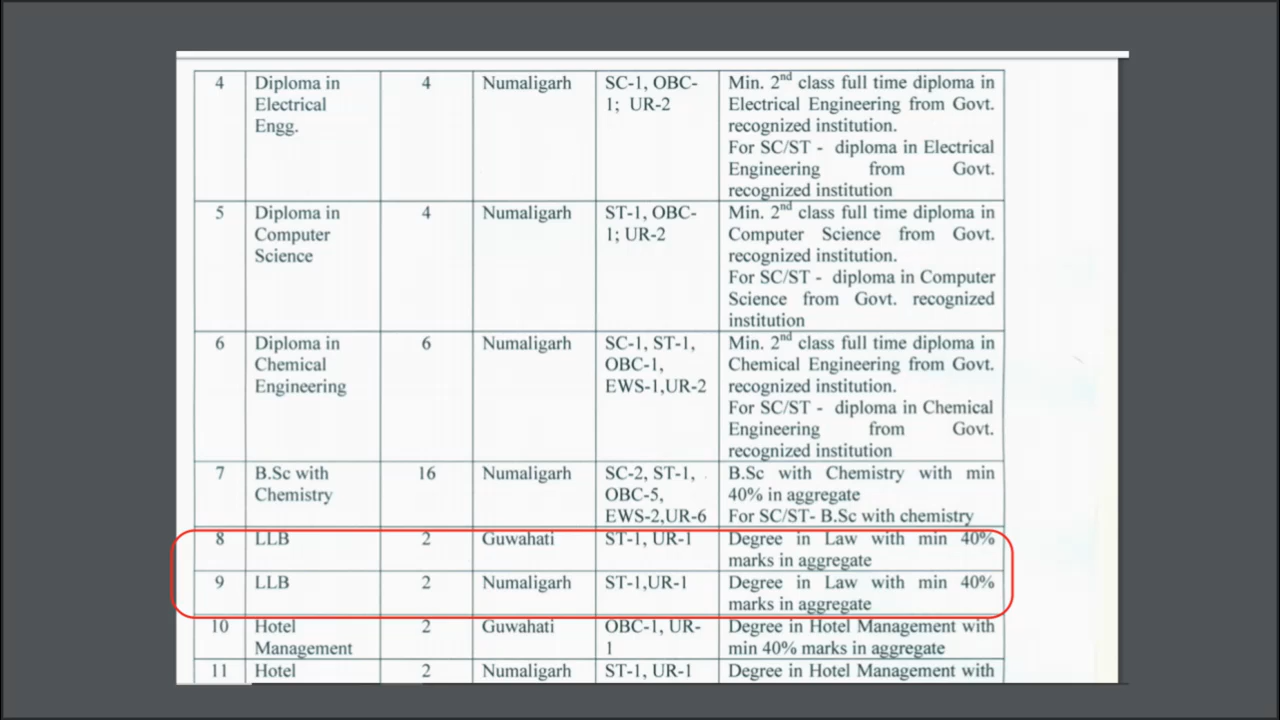 4 Diploma in 4 Numaligarh SC-1, OBC- Min. 2nd class full time diploma in
Electrical 1; UR-2 Electrical Engineering from Govt.
Engg. recognized institution.
For SC/ST - diploma in Electrical
Engineering from Govt.
recognized institution
5 Diploma in 4 Numaligarh ST-1, OBC- Min. 2nd class full time diploma in
Computer 1; UR-2 Computer Science from Govt.
Science recognized institution.
For SC/ST - diploma in Computer
Science from Govt. recognized
institution
6 Diploma in 6 Numaligarh SC-1, ST-1, Min. 2nd class full time diploma in
Chemical OBC-1, Chemical Engineering from Govt.
Engineering EWS-1,UR-2 recognized institution.
For SC/ST - diploma in Chemical
Engineering from Govt.
recognized institution
7 B.Sc with 16 Numaligarh SC-2, ST-1, B.Sc with Chemistry with min
Chemistry OBC-5, 40% in aggregate
EWS-2,UR-6 For SC/ST- B.Sc with chemistry
8 LLB 2 Guwahati ST-1, UR-1 Degree in Law with min 40%
marks in aggregate
9 LLB 2 Numaligarh ST-1,UR-1 Degree in Law with min 40%
marks in aggregate
10 Hotel 2 Guwahati OBC-1, UR- Degree in Hotel Management with
Management 1 min 40% marks in aggregate
11 Hotel 2 Numaligarh ST-1, UR-1 Degree in Hotel Management with